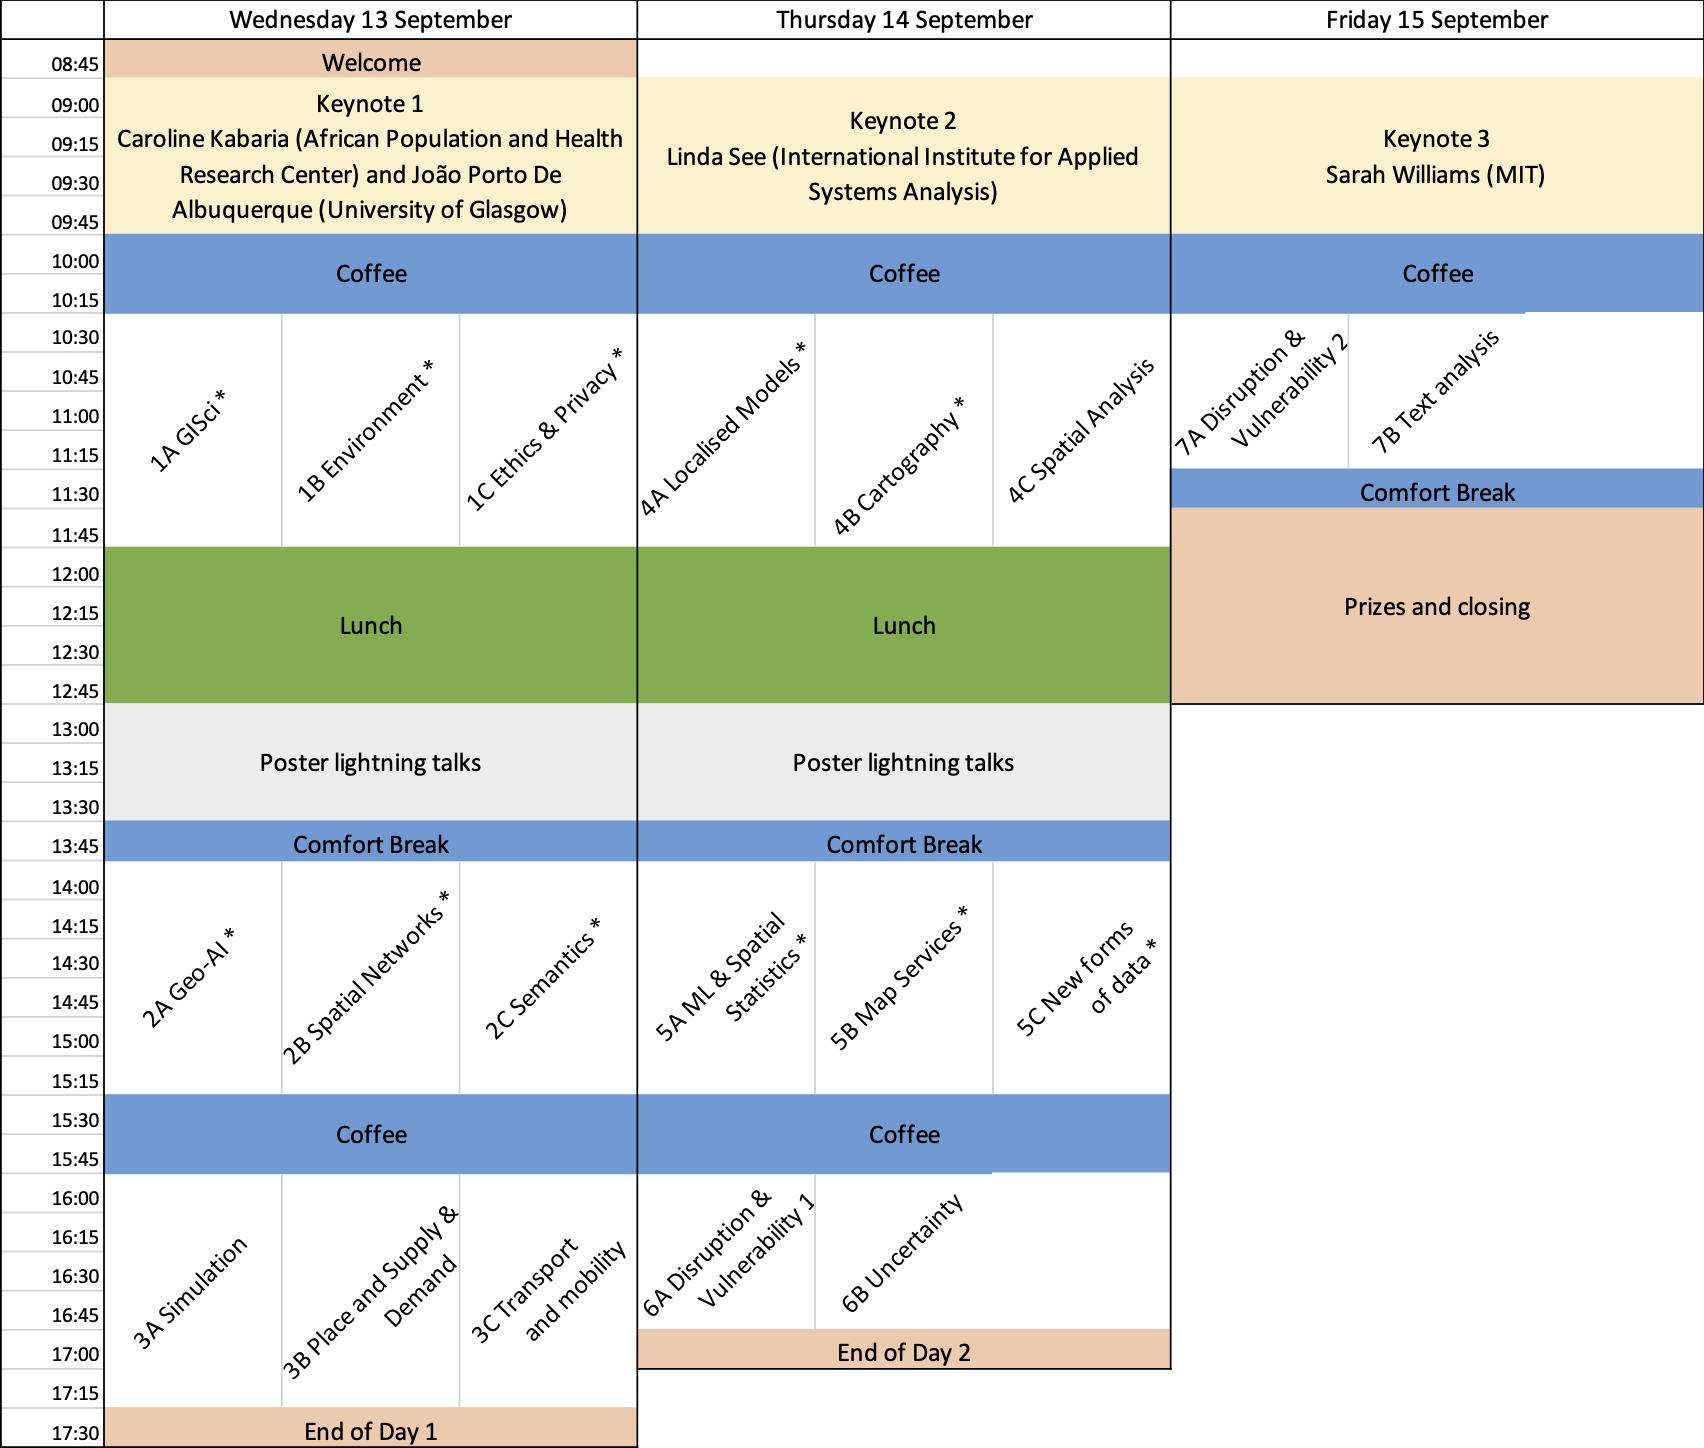 Wednesday 13 September
Thursday 14 September
Friday 15 September
08:45
Welcome
09:00
09:15
09:30
09:45
Keynote 1
Caroline Kabaria (African Population and Health
Research Center) and João Porto De
Albuquerque (University of Glasgow)
Keynote 2
Linda See (International Institute for Applied
Systems Analysis)
Keynote 3
Sarah Williams (MIT)
10:00
10:15
Coffee
Coffee
Coffee
10:30
10:45
11:00
11:15
11:30
11:45
1A GISci *
1B Environment *
1C Ethics & Privacy *
4A Localised Models *
4B Cartography *
4C Spatial Analysis
7A Disruption &
Vulnerability 2
7B Text analysis
Comfort Break
12:00
12:15
12:30
12:45
Lunch
Lunch
Prizes and closing
13:00
13:15
13:30
Poster lightning talks
Poster lightning talks
13:45
Comfort Break
Comfort Break
14:00
14:15
14:30
14:45
15:00
15:15
2A Geo-AI *
2B Spatial Networks *
2C Semantics *
5A ML & Spatial
Statistics *
5B Map Services *
5C New forms
of data *
15:30
15:45
Coffee
Coffee
16:00
16:15
16:30
16:45
17:00
17:15
3A Simulation
3B Place and Supply &
Demand
3C Transport
and mobility
6A Disruption &
Vulnerability 1
6B Uncertainty
End of Day 2
17:30
End of Day 1